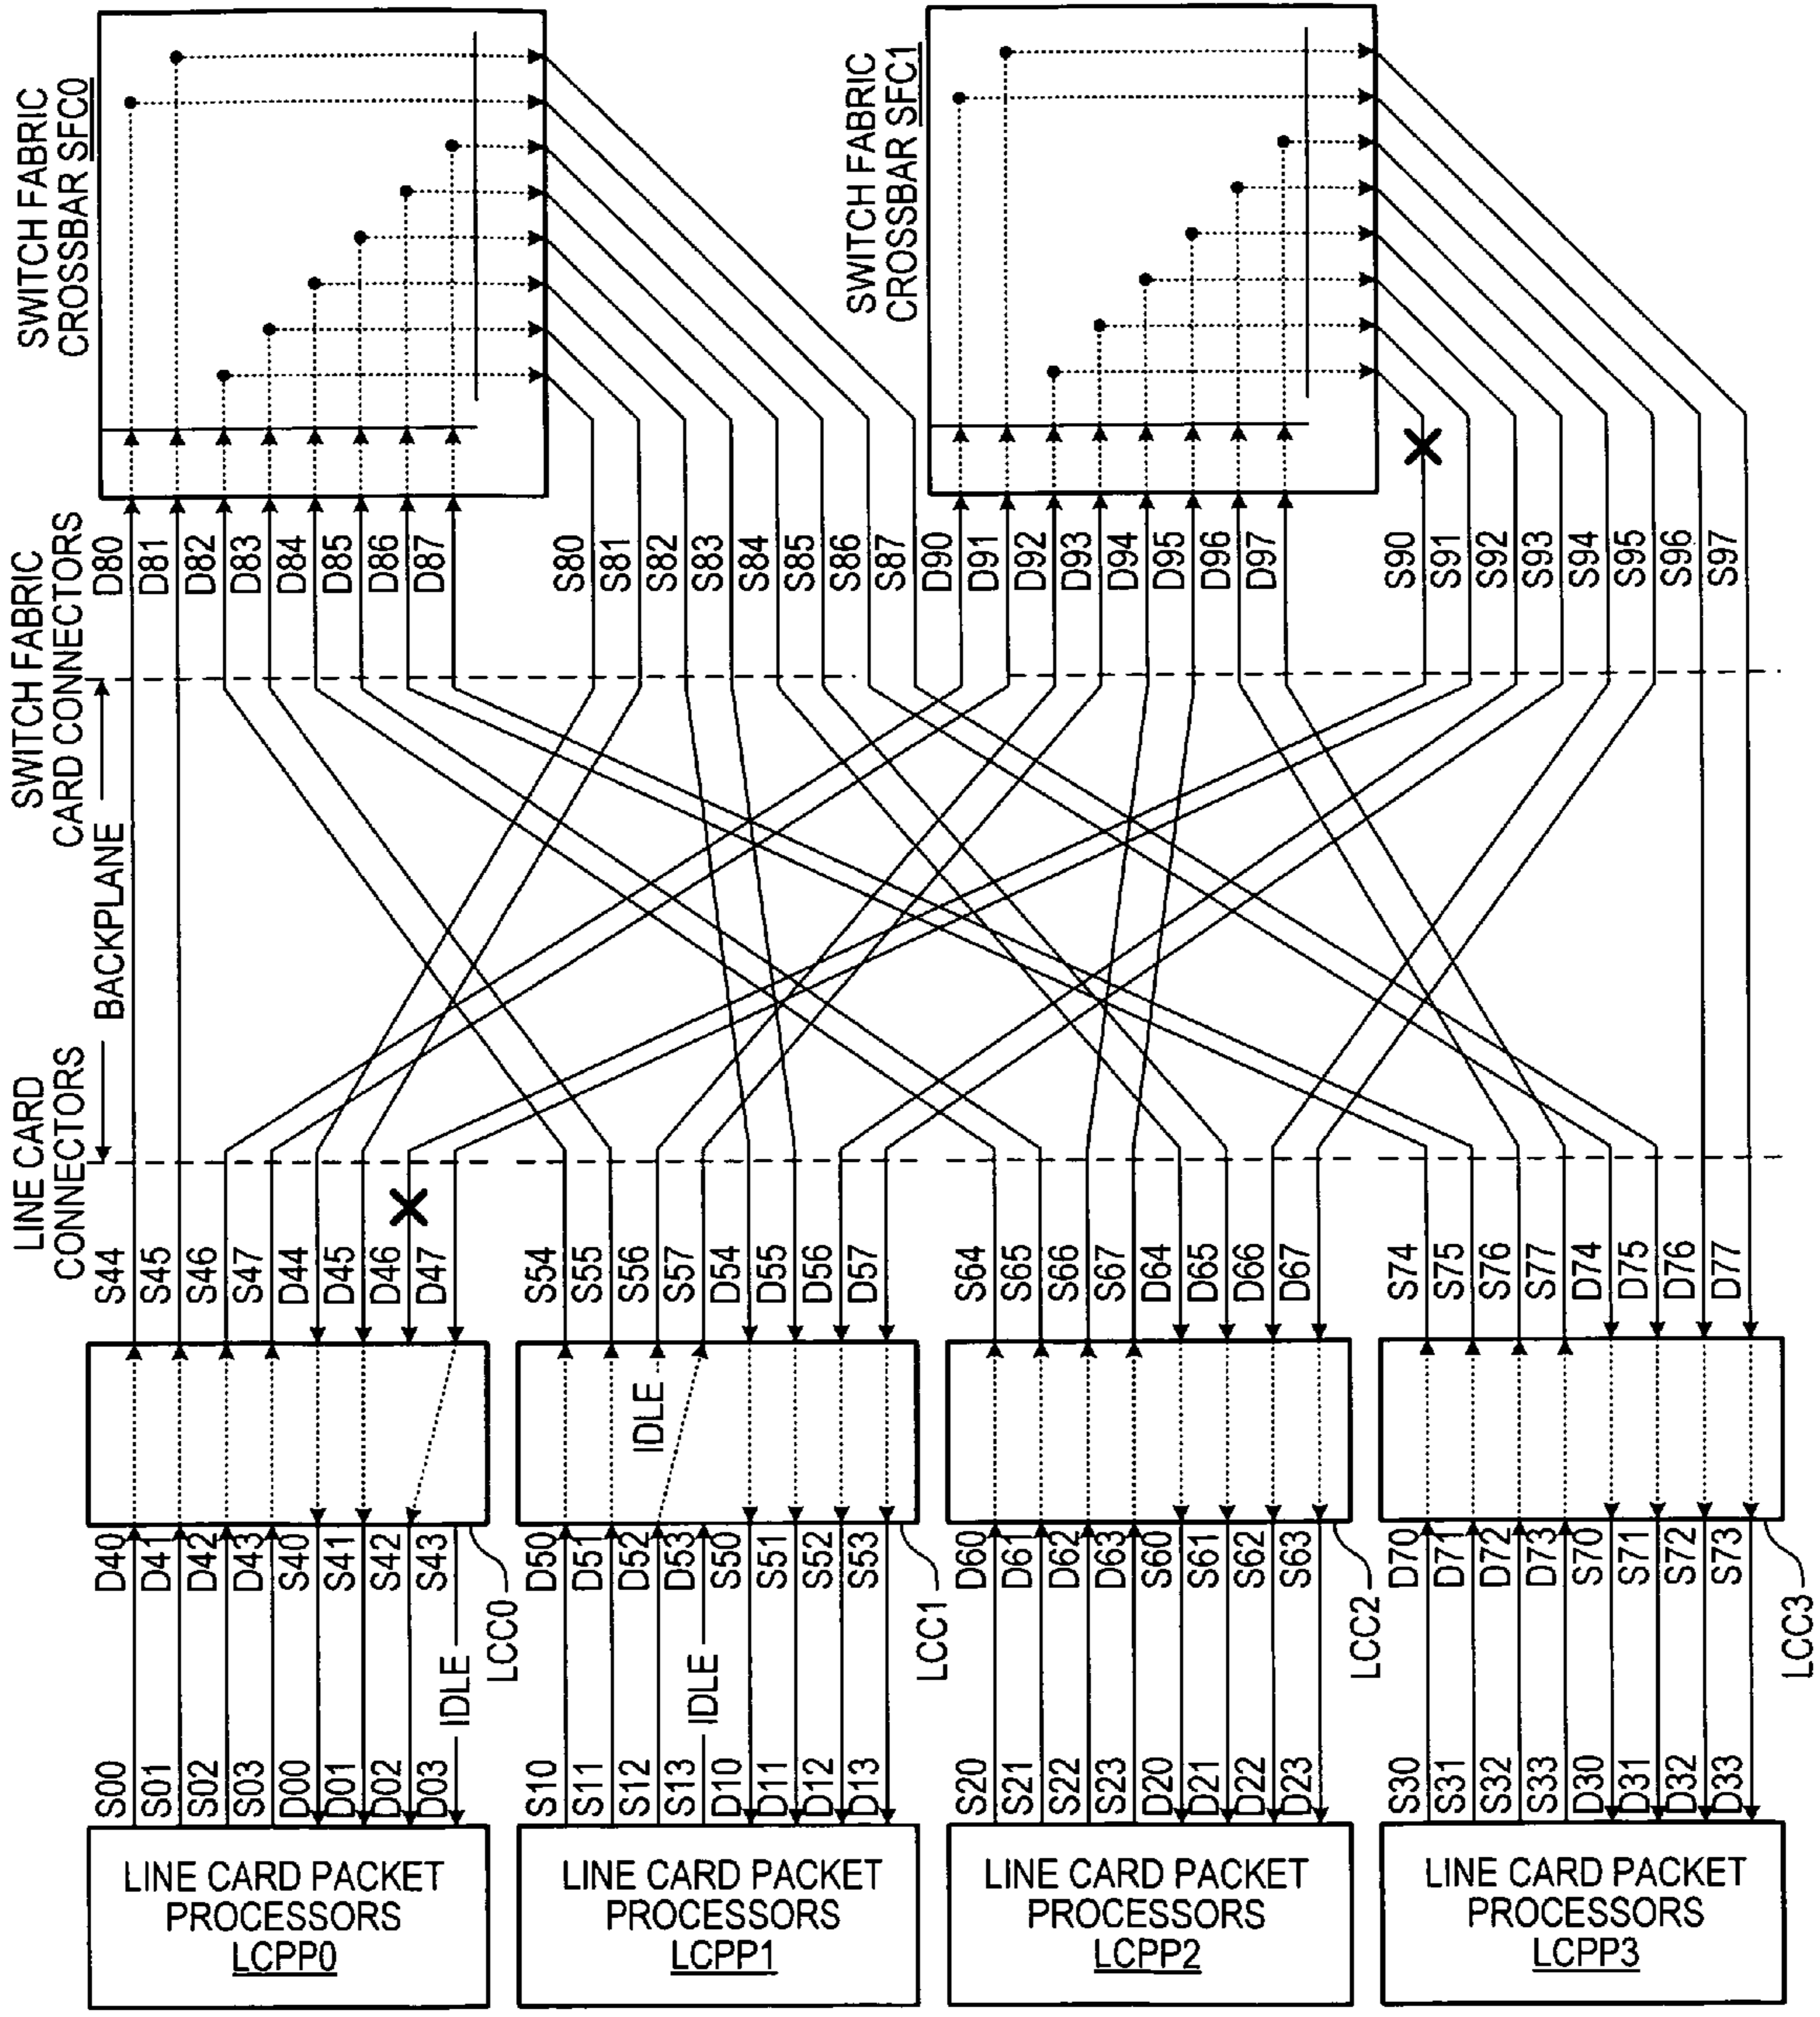 SWITCH FABRIC
CROSSBAR SFC0
SWITCH FABRIC
CROSSBAR SFC1
SWITCH FABRIC
CARD CONNECTORS
D80
D81
D82
D83
D84
D85
D86
D87
S80
S81
S82
S83
S84
S85
S86
S87
D90
D91
D92
D93
D94
D95
D96
D97
S90
S91
S92
S93
S94
S95
S96
S97
BACKPLANE
LINE CARD
CONNECTORS
S44
S45
S46
S47
D44
D45
D46
D47
S54
S55
S56
S57
D54
D55
D56
D57
S64
S65
S66
S67
D64
D65
D66
D67
S74
S75
S76
S77
D74
D75
D76
D77
IDLE
D40
D41
D42
D43
S40
S41
S42
S43
LCC0
D50
D51
D52
D53
S50
S51
S52
S53
LCC1
D60
D61
D62
D63
S60
S61
S62
S63
LCC2
D70
D71
D72
D73
S70
S71
S72
S73
LCC3
IDLE
IDLE
S00
S01
S02
S03
D00
D01
D02
D03
S10
S11
S12
S13
D10
D11
D12
D13
S20
S21
S22
S23
D20
D21
D22
D23
S30
S31
S32
S33
D30
D31
D32
D33
LINE CARD PACKET
PROCESSORS
LCPP0
LINE CARD PACKET
PROCESSORS
LCPP1
LINE CARD PACKET
PROCESSORS
LCPP2
LINE CARD PACKET
PROCESSORS
LCPP3